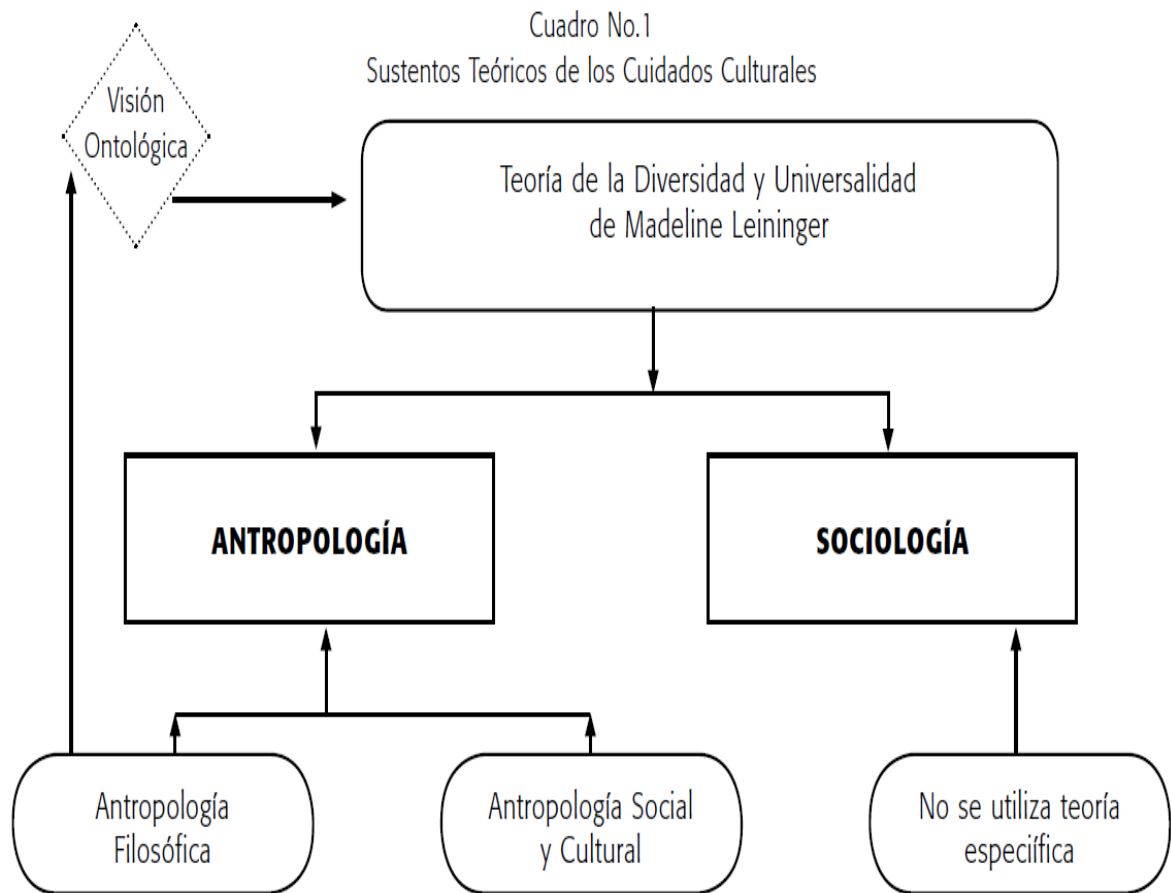 Cuadro No.1
Sustentos Teóricos de los Cuidados Culturales
Visión
Ontológica
Teoría de la Diversidad y Universalidad
de Madeline Leininger
ANTROPOLOGÍA
SOCIOLOGÍA
Antropología
Filosófica
Antropología Social
y Cultural
No se utiliza teoría
especiífica